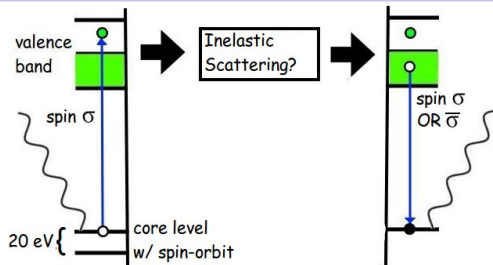 valence
band
spin σ
20 eV{
core level
w/ spin-orbit
Inelastic
Scattering?
spin σ
OR σ̅